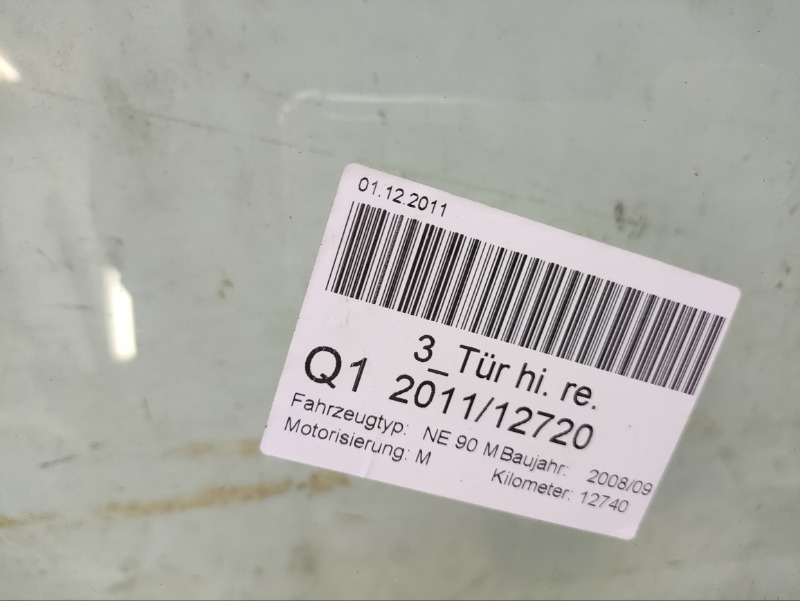 01.12.2011
3_Tür hi. re.
Q1 2011/12720
Fahrzeugtyp: NE 90 M Baujahr: 2008/09
Motorisierung: M Kilometer: 12740